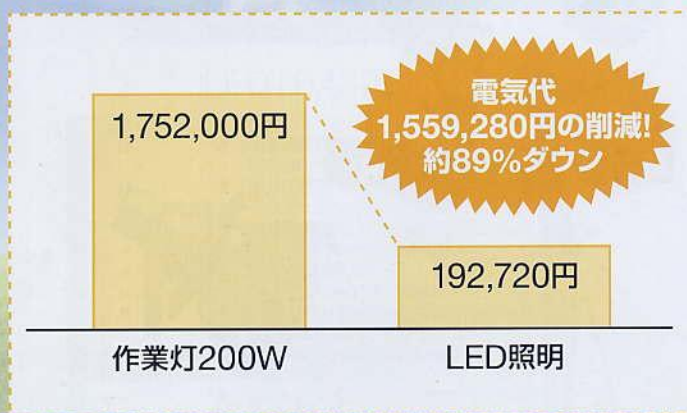 電気代
1,559,280円の削減!
約89%ダウン
1,752,000円
192,720円
作業灯200W
LED照明